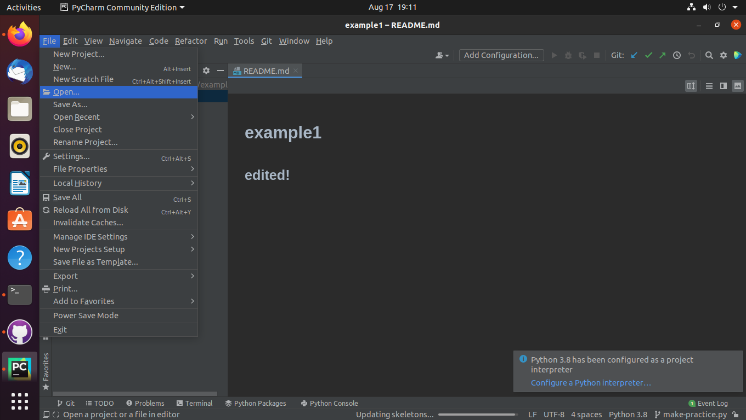 Activities PyCharm Community Edition Aug 17 19:11
example1 – README.md
File Edit View Navigate Code Refactor Run Tools Git Window Help
Add Configuration... Git:
New Project...
New... Alt+Insert
New Scratch File Ctrl+Alt+Shift+Insert
Open...
Save As...
Open Recent
Close Project
Rename Project...
Settings... Ctrl+Alt+S
File Properties
Local History
Save All Ctrl+S
Reload All from Disk Ctrl+Alt+Y
Invalidate Caches...
Manage IDE Settings
New Projects Setup
Save File as Template...
Export
Print...
Add to Favorites
Power Save Mode
Exit
README.md
/exampl
example1
edited!
Python 3.8 has been configured as a project
interpreter
Configure a Python interpreter...
Favorites
Git TODO Problems Terminal Python Packages Python Console Event Log
Open a project or a file in editor Updating skeletons... LF UTF-8 4 spaces Python 3.8 make-practice.py